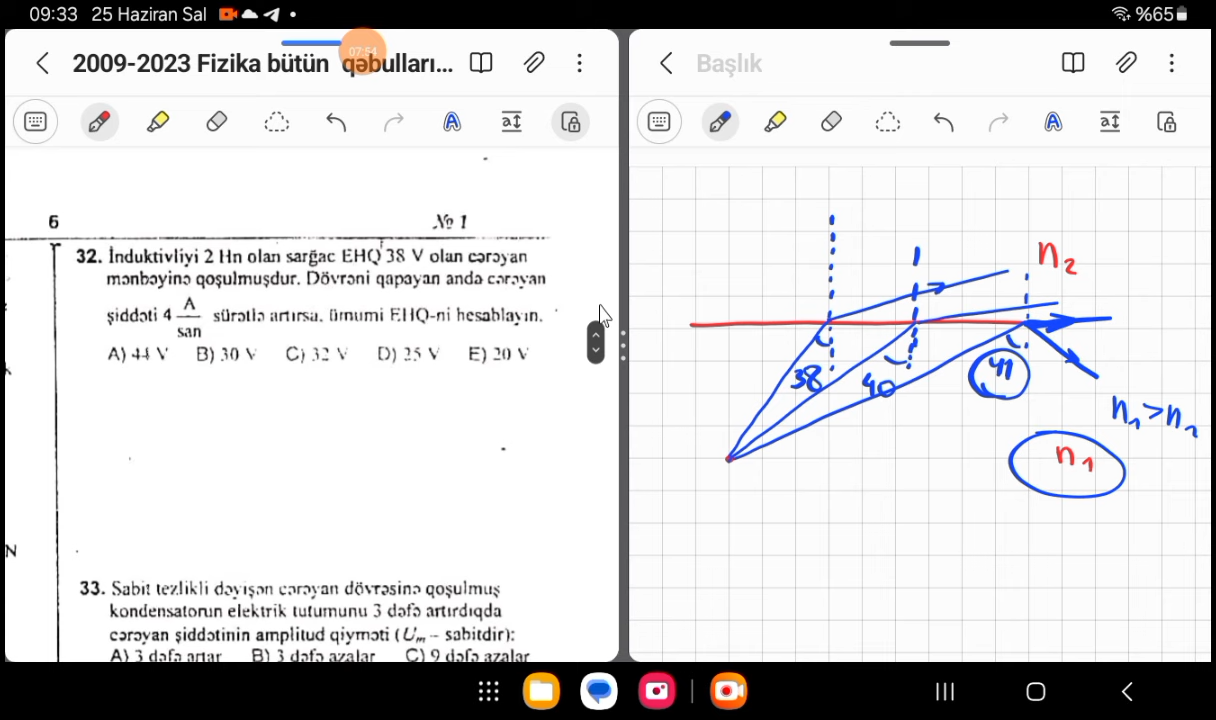 09:33 25 Haziran Sal
%65
2009-2023 Fizika bütün qəbulları...
07:54
Başlık
6 № 1
32. İnduktivliyi 2 Hn olan sarğac EHQ 38 V olan cərəyan
mənbəyinə qoşulmuşdur. Dövrəni qapayan anda cərəyan
şiddəti 4 A/san sürətlə artırsa, ümumi EHQ-ni hesablayın.
A) 44 V B) 30 V C) 32 V D) 25 V E) 20 V
N
33. Sabit tezlikli dəyişən cərəyan dövrəsinə qoşulmuş
kondensatorun elektrik tutumunu 3 dəfə artırdıqda
cərəyan şiddətinin amplitud qiyməti (Uₘ – sabitdir):
A) 3 dəfə artar B) 3 dəfə azalar C) 9 dəfə azalar
n₂
38 40 41
n₁>n₂
n₁